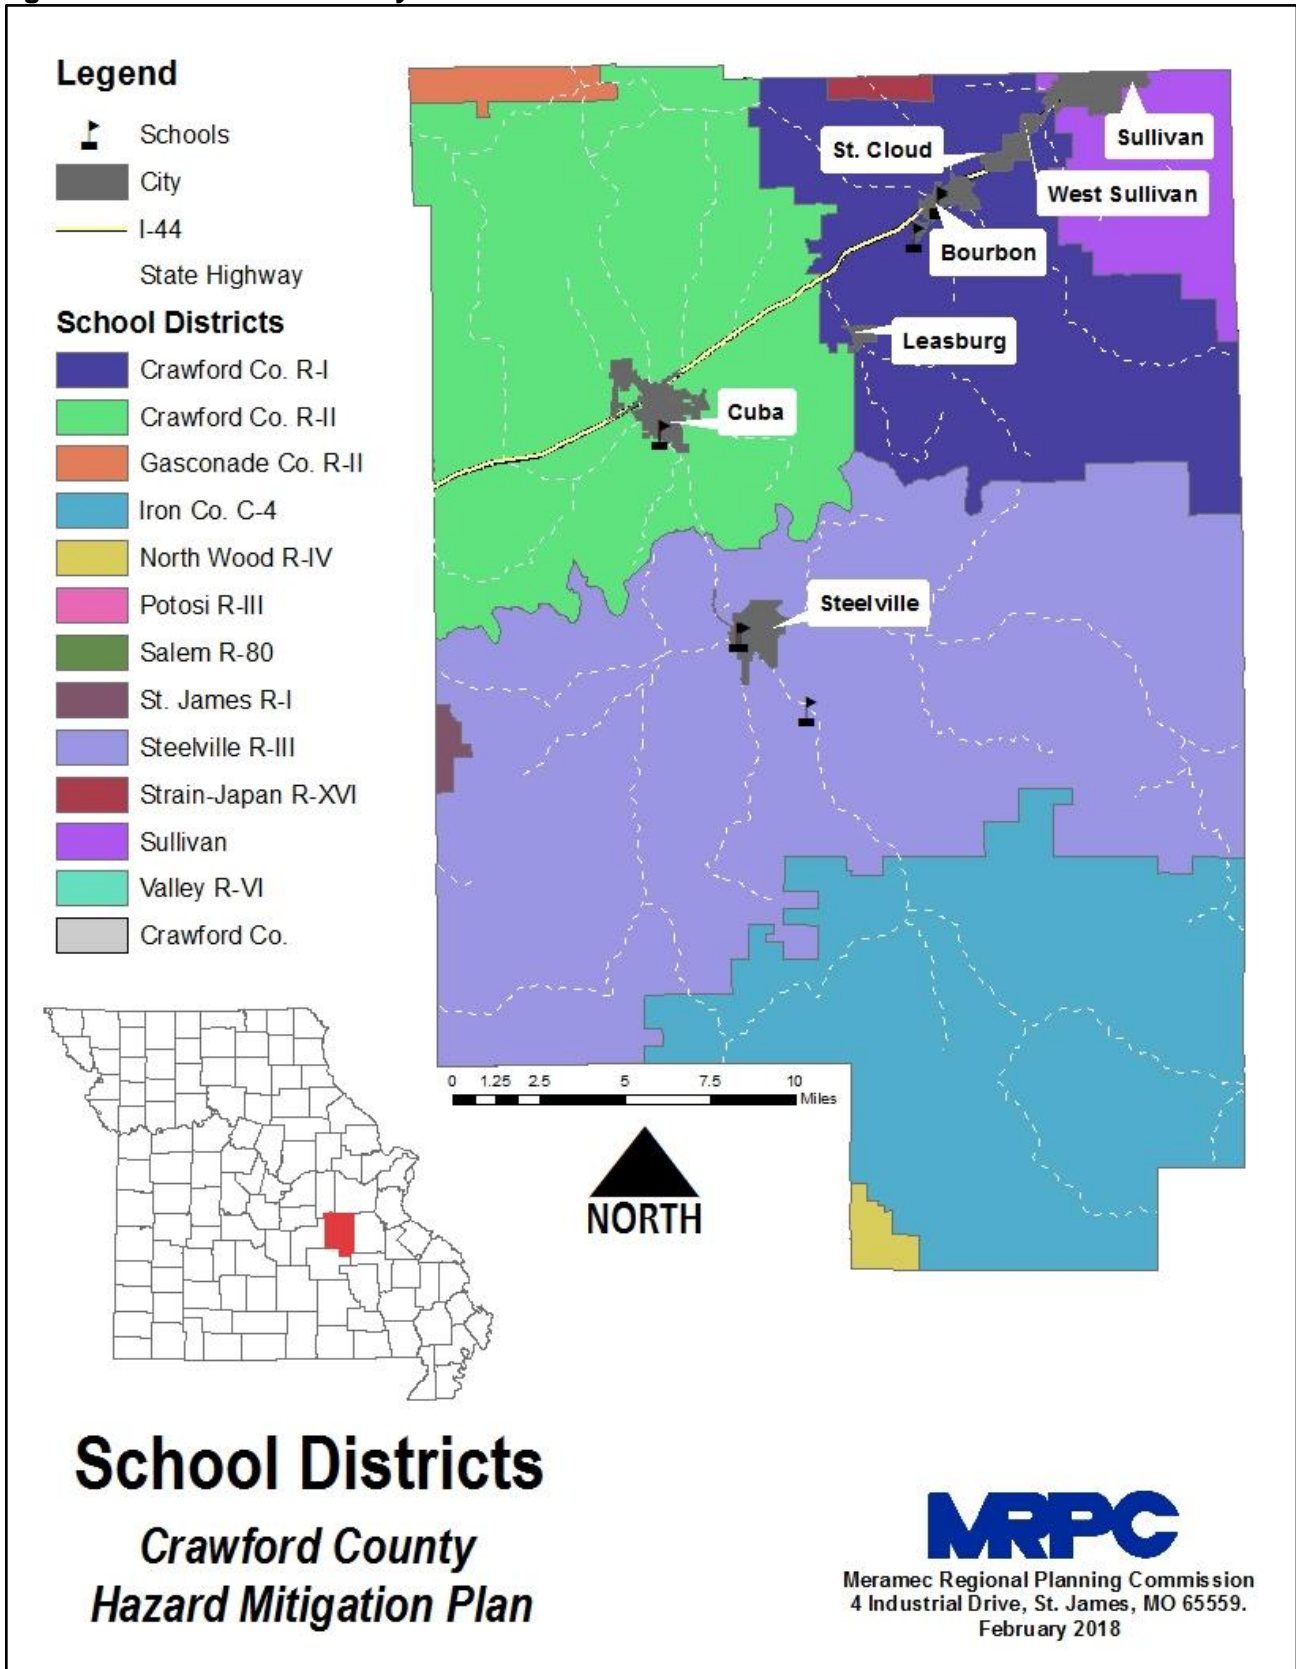 Legend
Schools
City
I-44
State Highway
School Districts
Crawford Co. R-I
Crawford Co. R-II
Gasconade Co. R-II
Iron Co. C-4
North Wood R-IV
Potosi R-III
Salem R-80
St. James R-I
Steelville R-III
Strain-Japan R-XVI
Sullivan
Valley R-VI
Crawford Co.
Sullivan
St. Cloud
West Sullivan
Bourbon
Leasburg
Cuba
Steelville
0 1.25 2.5 5 7.5 10
Miles
NORTH
School Districts
Crawford County
Hazard Mitigation Plan
MRPC
Meramec Regional Planning Commission
4 Industrial Drive, St. James, MO 65559.
February 2018